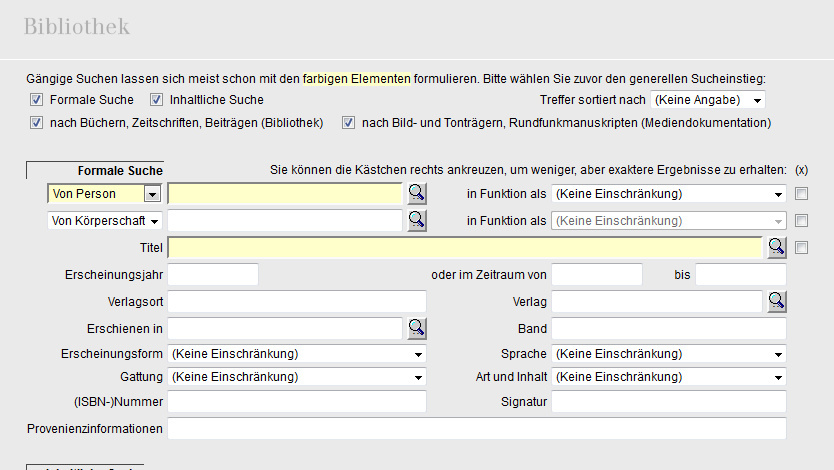 Bibliothek
Gängige Suchen lassen sich meist schon mit den farbigen Elementen formulieren. Bitte wählen Sie zuvor den generellen Sucheinstieg:
Formale Suche Inhaltliche Suche Treffer sortiert nach (Keine Angabe)
nach Büchern, Zeitschriften, Beiträgen (Bibliothek) nach Bild- und Tonträgern, Rundfunkmanuskripten (Mediendokumentation)
Formale Suche Sie können die Kästchen rechts ankreuzen, um weniger, aber exaktere Ergebnisse zu erhalten: (x)
Von Person in Funktion als (Keine Einschränkung)
Von Körperschaft in Funktion als (Keine Einschränkung)
Titel
Erscheinungsjahr oder im Zeitraum von bis
Verlagsort Verlag
Erschienen in Band
Erscheinungsform (Keine Einschränkung) Sprache (Keine Einschränkung)
Gattung (Keine Einschränkung) Art und Inhalt (Keine Einschränkung)
(ISBN-)Nummer Signatur
Provenienzinformationen